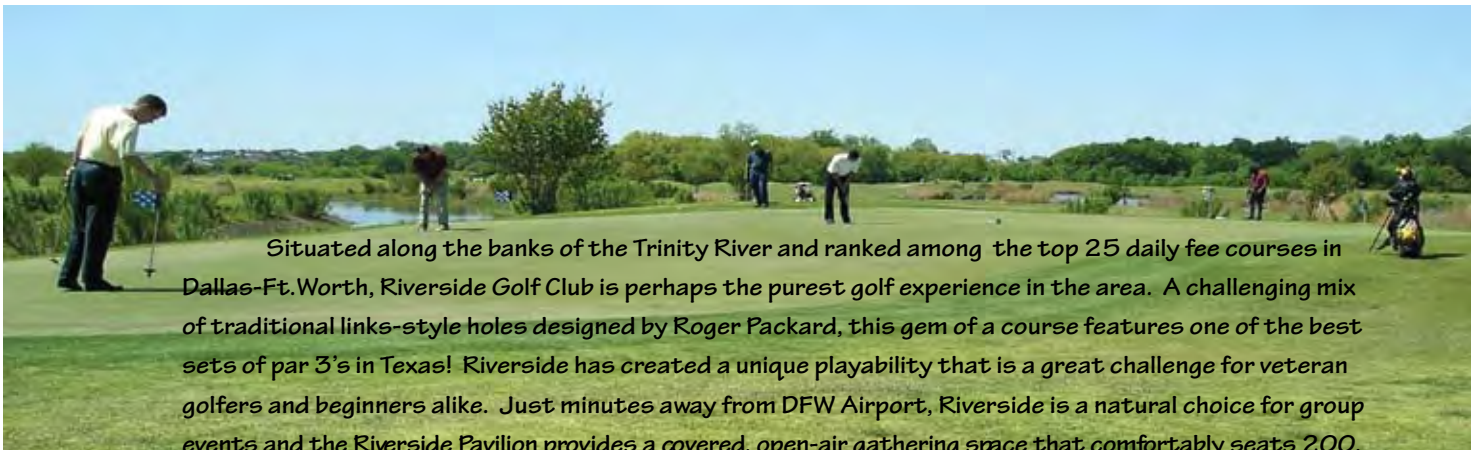 Situated along the banks of the Trinity River and ranked among the top 25 daily fee courses in
Dallas-Ft.Worth, Riverside Golf Club is perhaps the purest golf experience in the area. A challenging mix
of traditional links-style holes designed by Roger Packard, this gem of a course features one of the best
sets of par 3's in Texas! Riverside has created a unique playability that is a great challenge for veteran
golfers and beginners alike. Just minutes away from DFW Airport, Riverside is a natural choice for group
events and the Riverside Pavilion provides a covered, open-air gathering space that comfortably seats 200.